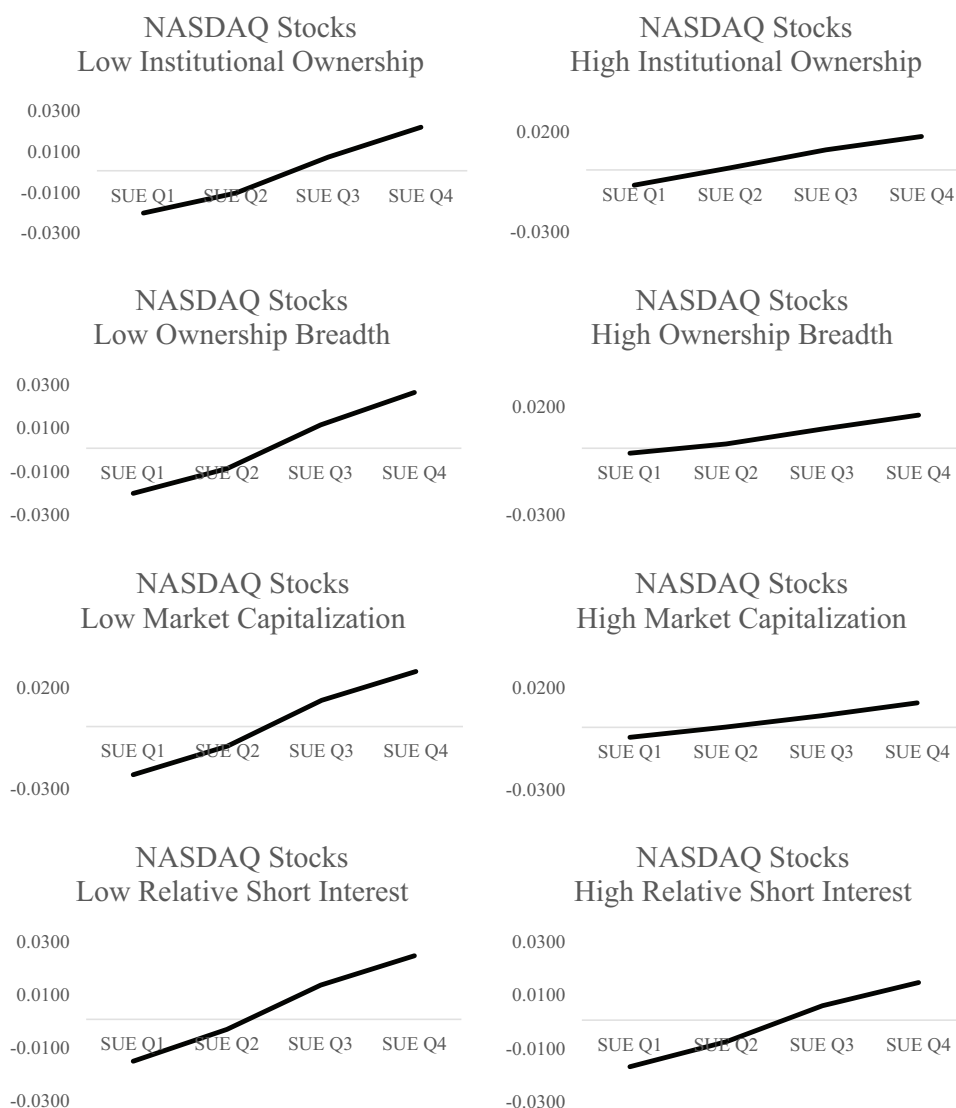 NASDAQ Stocks
Low Institutional Ownership
0.0300
0.0100
-0.0100
-0.0300
SUE Q1 SUE Q2 SUE Q3 SUE Q4
NASDAQ Stocks
High Institutional Ownership
0.0200
-0.0300
SUE Q1 SUE Q2 SUE Q3 SUE Q4
NASDAQ Stocks
Low Ownership Breadth
0.0300
0.0100
-0.0100
-0.0300
SUE Q1 SUE Q2 SUE Q3 SUE Q4
NASDAQ Stocks
High Ownership Breadth
0.0200
-0.0300
SUE Q1 SUE Q2 SUE Q3 SUE Q4
NASDAQ Stocks
Low Market Capitalization
0.0200
-0.0300
SUE Q1 SUE Q2 SUE Q3 SUE Q4
NASDAQ Stocks
High Market Capitalization
0.0200
-0.0300
SUE Q1 SUE Q2 SUE Q3 SUE Q4
NASDAQ Stocks
Low Relative Short Interest
0.0300
0.0100
-0.0100
-0.0300
SUE Q1 SUE Q2 SUE Q3 SUE Q4
NASDAQ Stocks
High Relative Short Interest
0.0300
0.0100
-0.0100
-0.0300
SUE Q1 SUE Q2 SUE Q3 SUE Q4